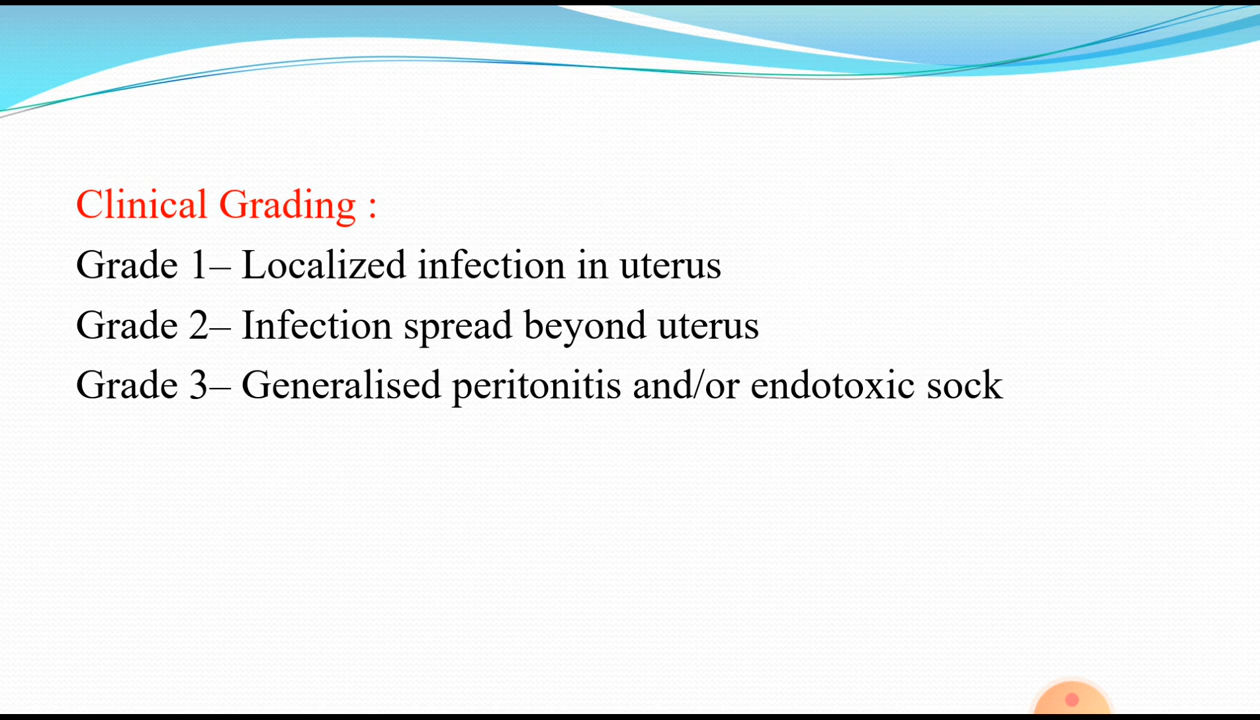 Clinical Grading :
Grade 1– Localized infection in uterus
Grade 2– Infection spread beyond uterus
Grade 3– Generalised peritonitis and/or endotoxic sock